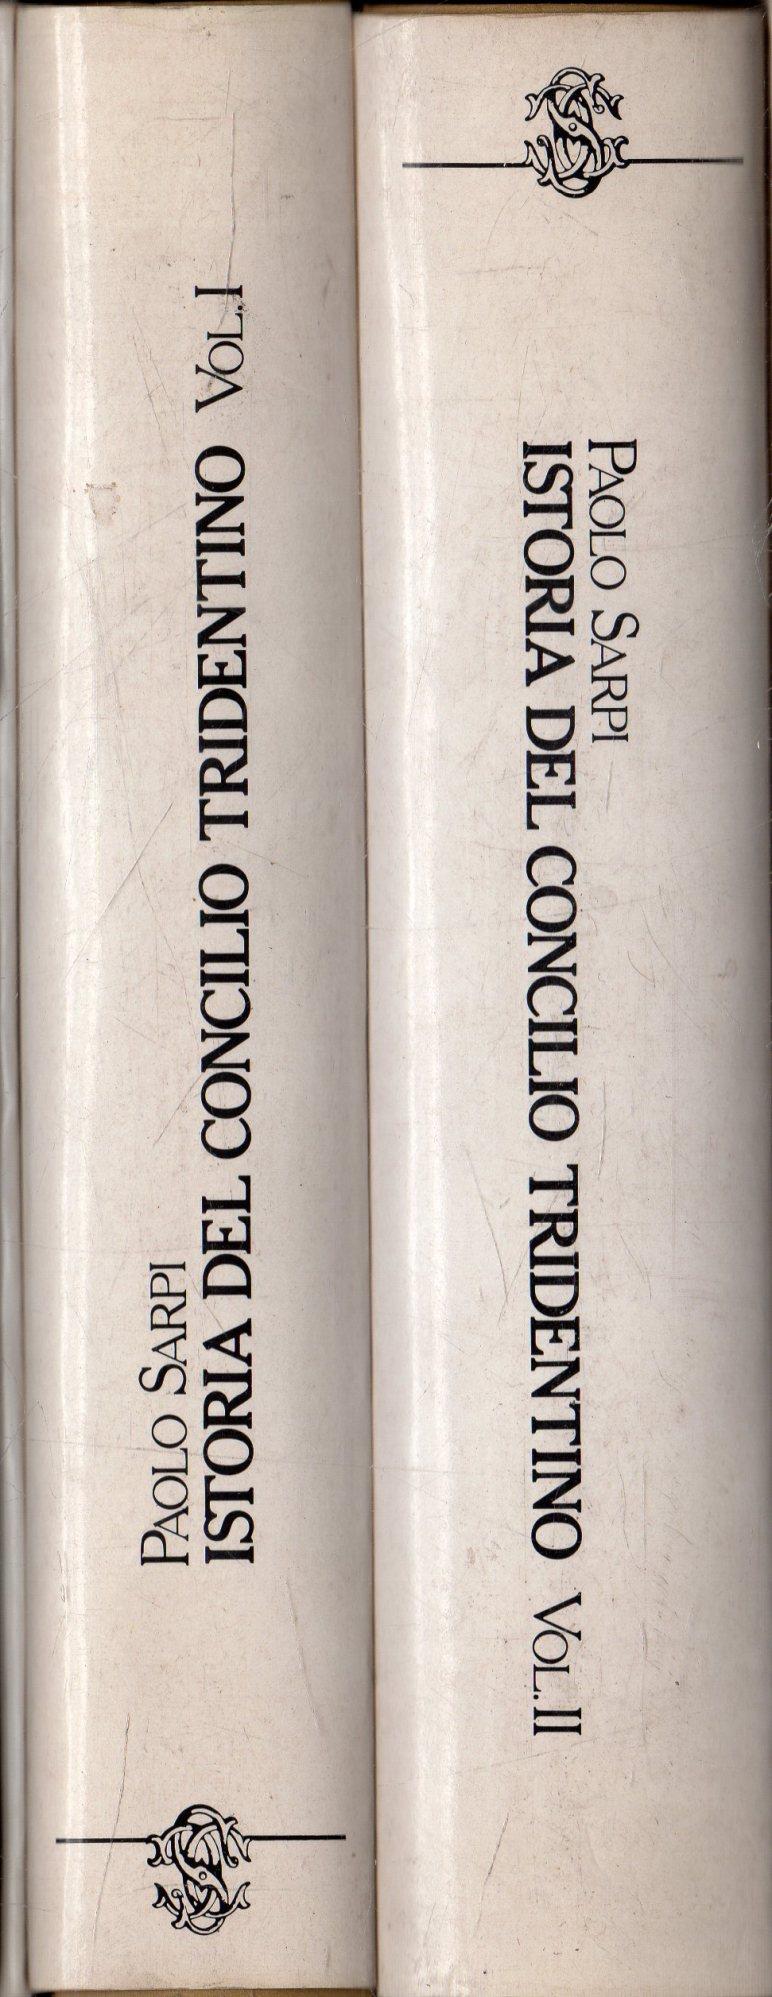 PAOLO SARPI
ISTORIA DEL CONCILIO TRIDENTINO VOL. I
PAOLO SARPI
ISTORIA DEL CONCILIO TRIDENTINO VOL. II